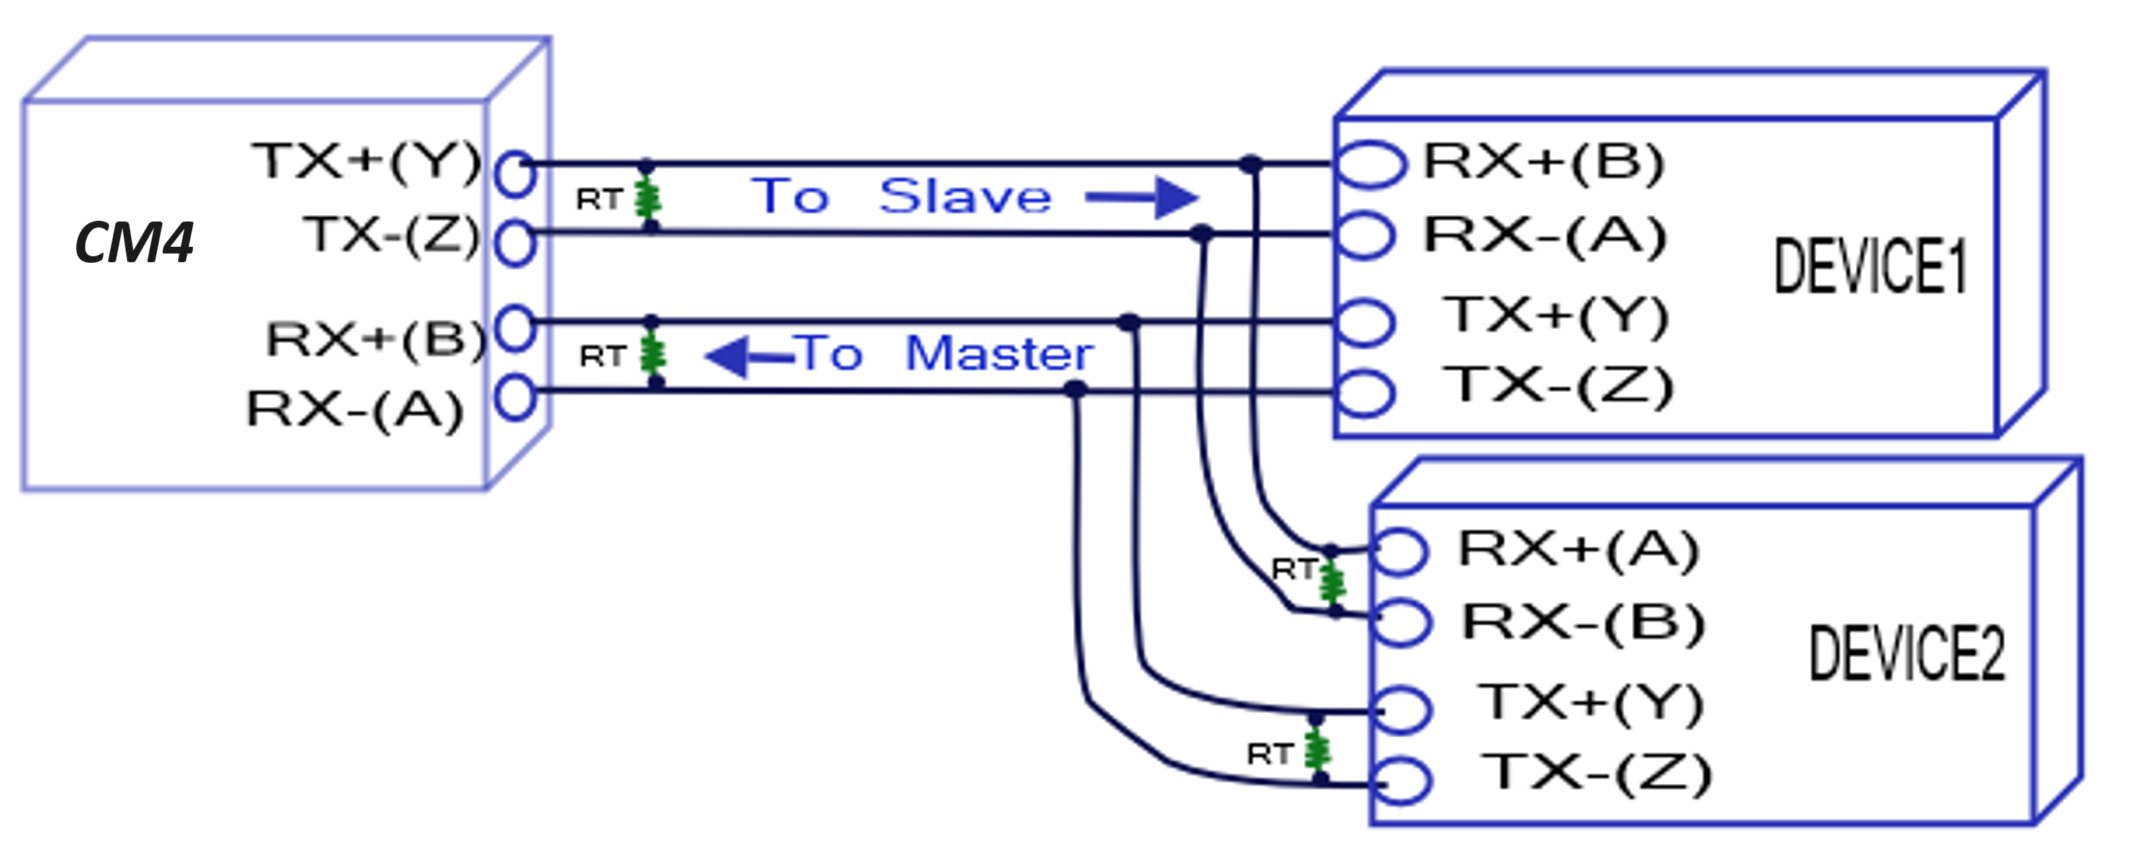 CM4
TX+(Y)
TX-(Z)
RX+(B)
RX-(A)
RT
To Slave
RT
To Master
RX+(B)
RX-(A)
TX+(Y)
TX-(Z)
DEVICE1
RT
RT
RX+(A)
RX-(B)
TX+(Y)
TX-(Z)
DEVICE2